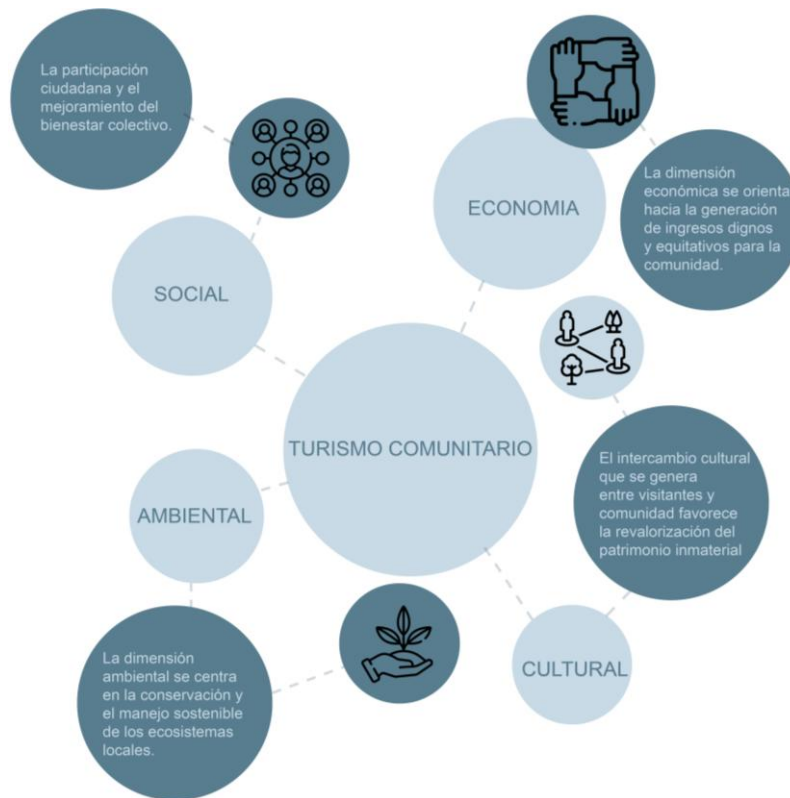 La participación
ciudadana y el
mejoramiento del
bienestar colectivo.
ECONOMIA
La dimensión
económica se orienta
hacia la generación
de ingresos dignos
y equitativos para la
comunidad.
SOCIAL
TURISMO COMUNITARIO
El intercambio cultural
que se genera
entre visitantes y
comunidad favorece
la revalorización del
patrimonio inmaterial
AMBIENTAL
La dimensión
ambiental se centra
en la conservación y
el manejo sostenible
de los ecosistemas
locales.
CULTURAL